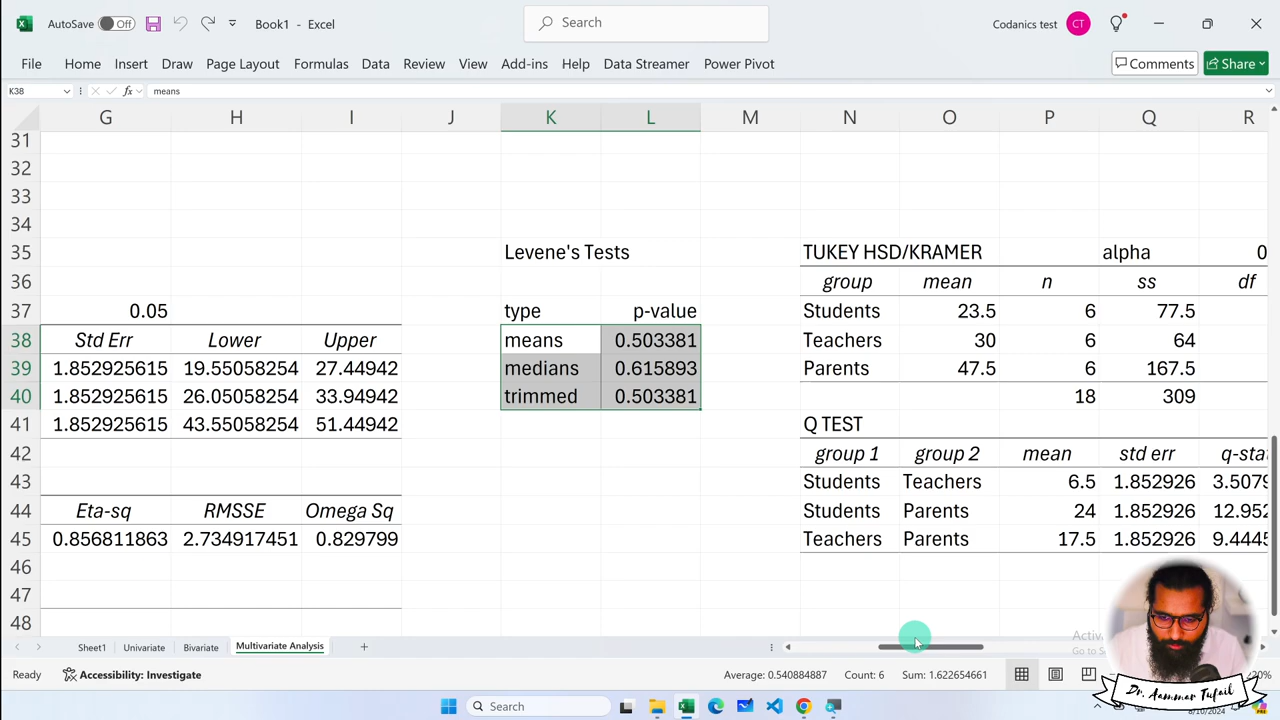 AutoSave Off Book1 - Excel Search Codanics test CT
File Home Insert Draw Page Layout Formulas Data Review View Add-ins Help Data Streamer Power Pivot Comments Share
K38 fx means
G H I J K L M N O P Q R
31
32
33
34
35 Levene's Tests TUKEY HSD/KRAMER alpha 0
36 group mean n ss df
37 0.05 type p-value Students 23.5 6 77.5
38 Std Err Lower Upper means 0.503381 Teachers 30 6 64
39 1.852925615 19.55058254 27.44942 medians 0.615893 Parents 47.5 6 167.5
40 1.852925615 26.05058254 33.94942 trimmed 0.503381 18 309
41 1.852925615 43.55058254 51.44942 Q TEST
42 group 1 group 2 mean std err q-sta
43 Students Teachers 6.5 1.852926 3.5079
44 Eta-sq RMSSE Omega Sq Students Parents 24 1.852926 12.952
45 0.856811863 2.734917451 0.829799 Teachers Parents 17.5 1.852926 9.4445
46
47
48
Sheet1 Univariate Bivariate Multivariate Analysis
Ready Accessibility: Investigate Average: 0.540884887 Count: 6 Sum: 1.622654661
Dr. Aammar Tufail
Search